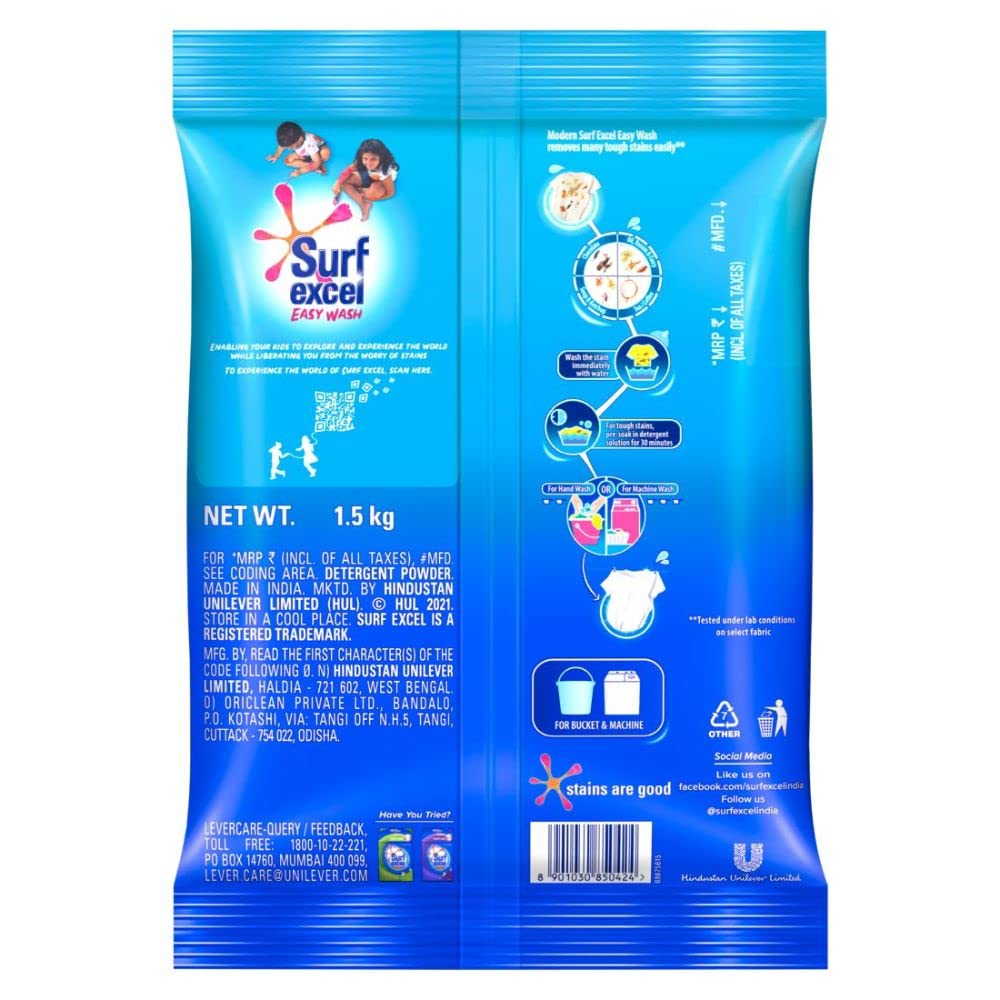 Surf
excel
EASY WASH
ENABLING YOUR KIDS TO EXPLORE AND EXPERIENCE THE WORLD
WHILE LIBERATING YOU FROM THE WORRY OF STAINS
TO EXPERIENCE THE WORLD OF SURF EXCEL, SCAN HERE.
NET WT. 1.5 kg
FOR *MRP ₹ (INCL. OF ALL TAXES), #MFD.
SEE CODING AREA. DETERGENT POWDER.
MADE IN INDIA. MKTD. BY HINDUSTAN
UNILEVER LIMITED (HUL). © HUL 2021.
STORE IN A COOL PLACE. SURF EXCEL IS A
REGISTERED TRADEMARK.
MFG. BY, READ THE FIRST CHARACTER(S) OF THE
CODE FOLLOWING Ø. N) HINDUSTAN UNILEVER
LIMITED, HALDIA - 721 602, WEST BENGAL.
O) ORICLEAN PRIVATE LTD., BANDALO,
P.O. KOTASHI, VIA: TANGI OFF N.H.5, TANGI,
CUTTACK - 754 022, ODISHA.
LEVERCARE-QUERY / FEEDBACK,
TOLL FREE: 1800-10-22-221,
PO BOX 14760, MUMBAI 400 099,
LEVER.CARE@UNILEVER.COM
Have You Tried?
Surf
excel
Surf
excel
Modern Surf Excel Easy Wash
removes many tough stains easily**
Chocolate
Tea / Coffee
Wash the stain
immediately
with water
For tough stains,
pre-soak in detergent
solution for 30 minutes
For Hand Wash OR For Machine Wash
FOR BUCKET & MACHINE
stains are good
8 901030 850424 >
68675615
# MFD. ↓
*MRP ₹ ↓
(INCL. OF ALL TAXES)
**Tested under lab conditions
on select fabric
7
OTHER
Social Media
Like us on
facebook.com/surfexcelindia
Follow us
@surfexcelindia
Hindustan Unilever Limited